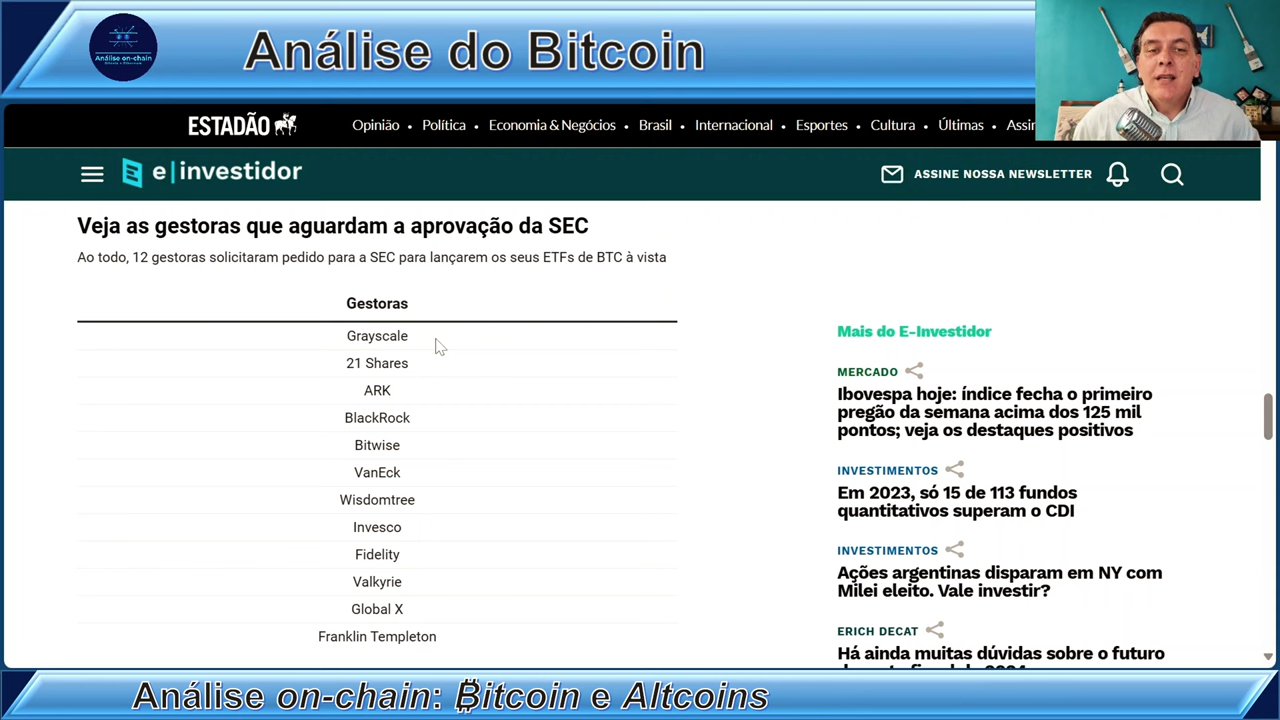 Análise do Bitcoin
Análise on-chain
ESTADÃO
Opinião • Política • Economia & Negócios • Brasil • Internacional • Esportes • Cultura • Últimas • Assin
e|investidor
ASSINE NOSSA NEWSLETTER
Veja as gestoras que aguardam a aprovação da SEC
Ao todo, 12 gestoras solicitaram pedido para a SEC para lançarem os seus ETFs de BTC à vista
Gestoras
Grayscale
21 Shares
ARK
BlackRock
Bitwise
VanEck
Wisdomtree
Invesco
Fidelity
Valkyrie
Global X
Franklin Templeton
Mais do E-Investidor
MERCADO
Ibovespa hoje: índice fecha o primeiro
pregão da semana acima dos 125 mil
pontos; veja os destaques positivos
INVESTIMENTOS
Em 2023, só 15 de 113 fundos
quantitativos superam o CDI
INVESTIMENTOS
Ações argentinas disparam em NY com
Milei eleito. Vale investir?
ERICH DECAT
Há ainda muitas dúvidas sobre o futuro
Análise on-chain: ₿itcoin e Altcoins